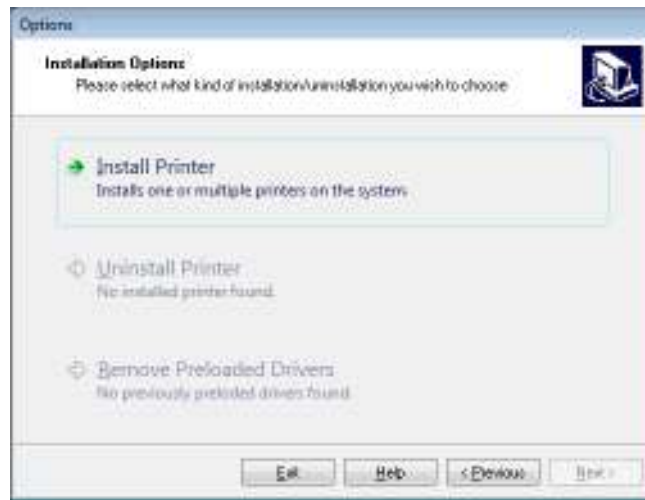 Options
Installation Options
Please select what kind of installation/uninstallation you wish to choose
Install Printer
Installs one or multiple printers on the system.
Uninstall Printer
No installed printer found.
Remove Preloaded Drivers
No previously preloded drivers found.
Exit
Help
< Previous
Next >